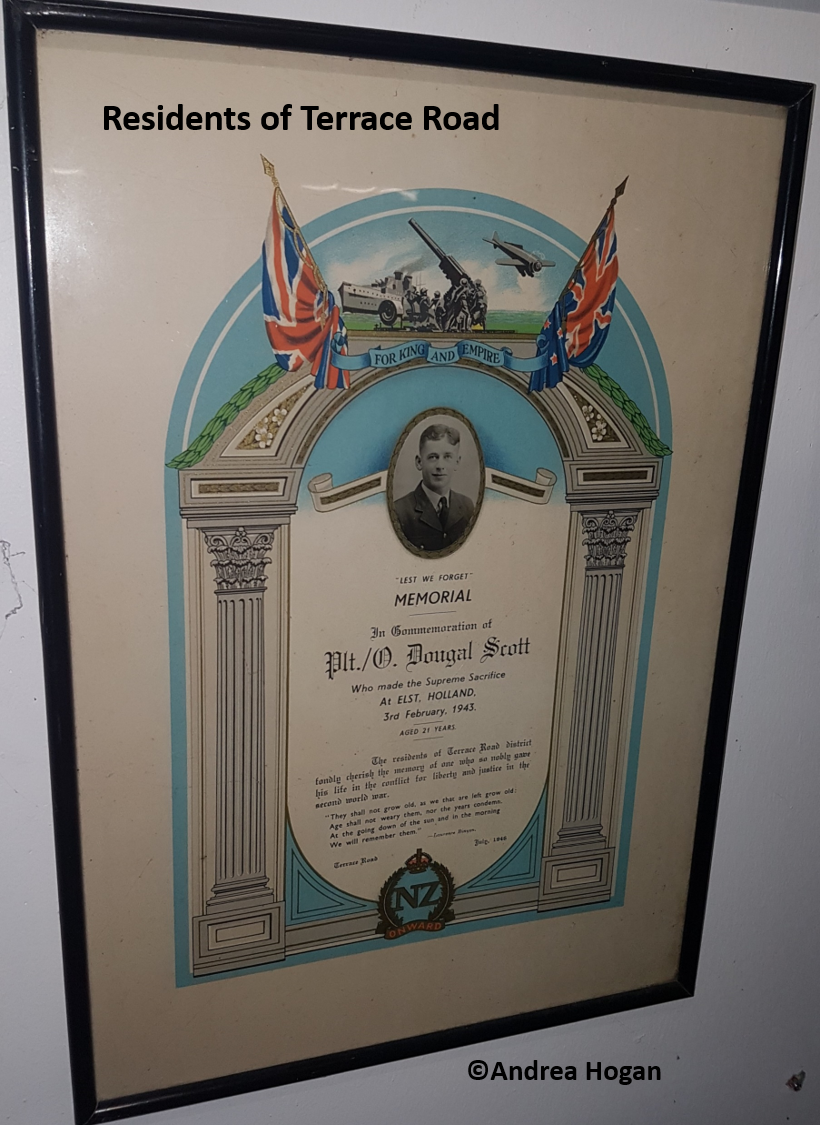 Residents of Terrace Road
FOR KING AND EMPIRE
"LEST WE FORGET"
MEMORIAL
In Commemoration of
Plt./O. Dougal Scott
Who made the Supreme Sacrifice
At ELST, HOLLAND,
3rd February, 1943.
AGED 21 YEARS.
The residents of Terrace Road district
fondly cherish the memory of one who so nobly gave
his life in the conflict for liberty and justice in the
second world war.
"They shall not grow old, as we that are left grow old:
Age shall not weary them, nor the years condemn.
At the going down of the sun and in the morning
We will remember them." —Laurence Binyon.
Terrace Road July, 1946
NZ
ONWARD
©Andrea Hogan